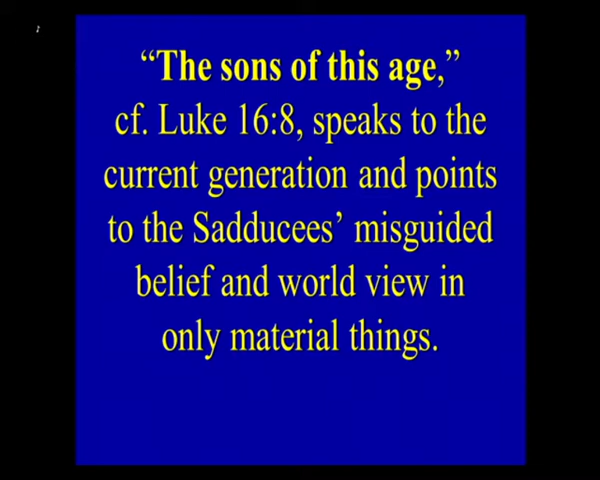 “The sons of this age,”
cf. Luke 16:8, speaks to the
current generation and points
to the Sadducees’ misguided
belief and world view in
only material things.